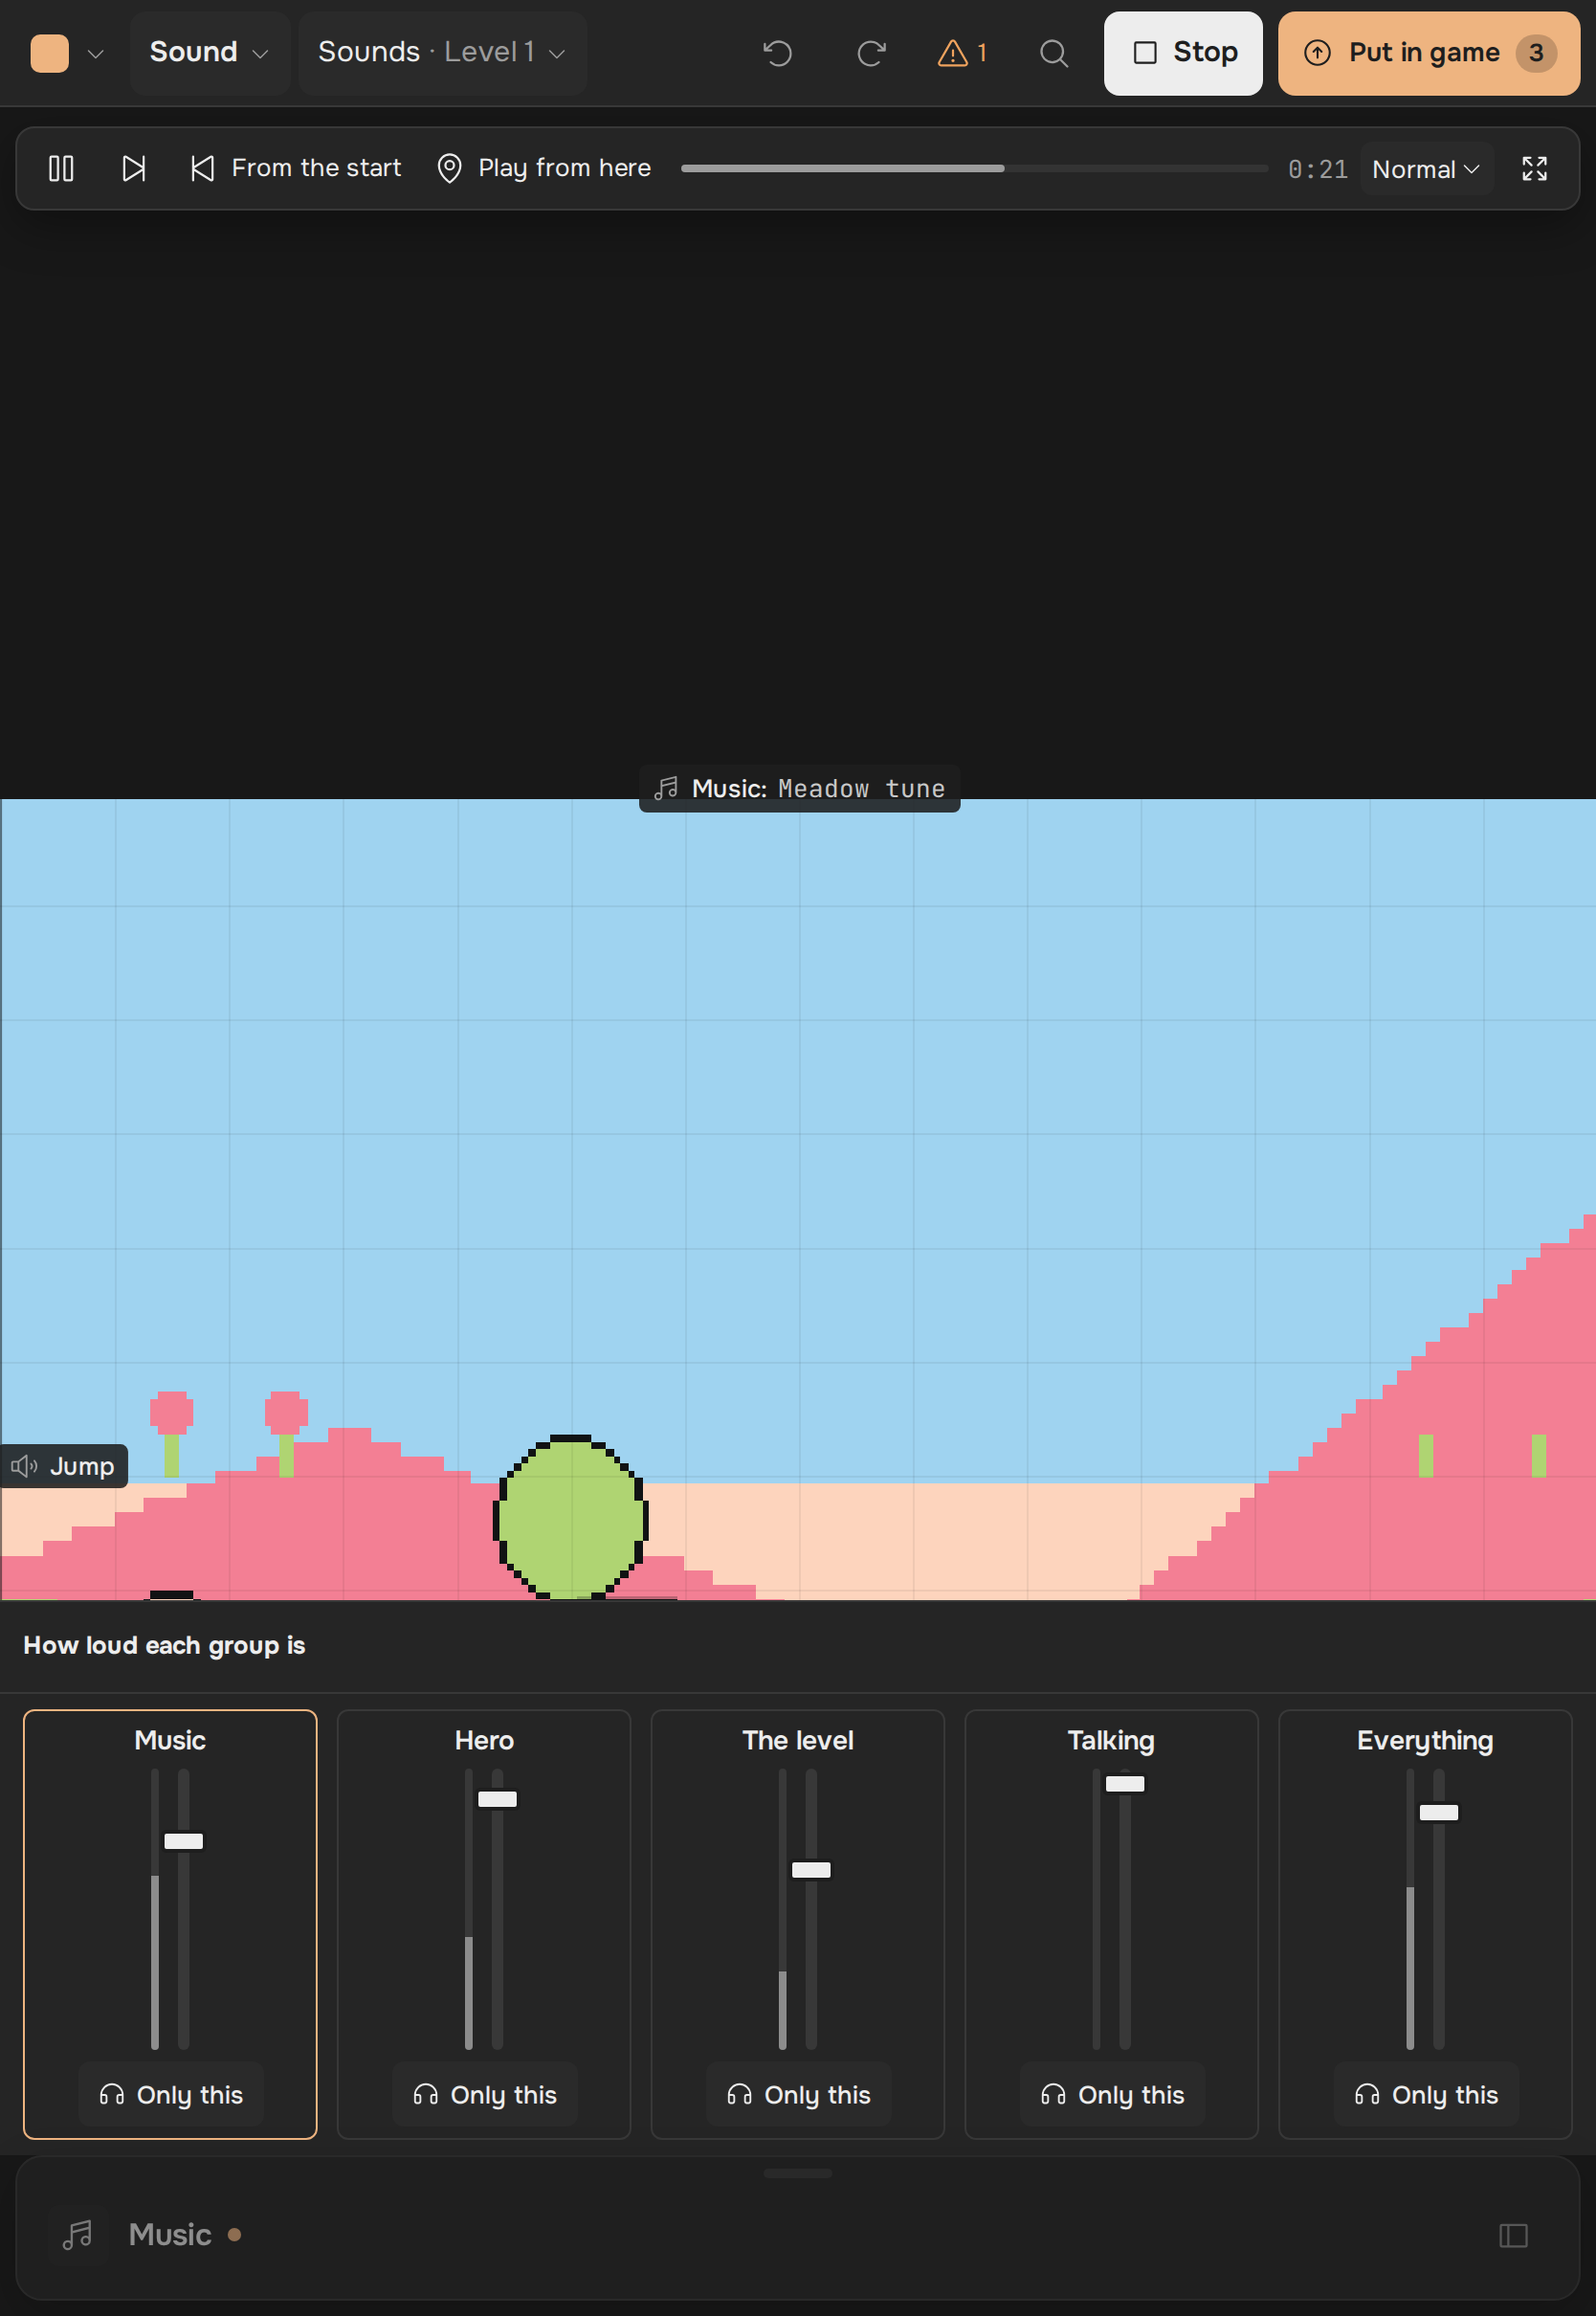 Sound
Sounds · Level 1
1
Stop
Put in game 3
From the start
Play from here
0:21
Normal
Music: Meadow tune
Jump
How loud each group is
Music
Hero
The level
Talking
Everything
Only this
Only this
Only this
Only this
Only this
Music